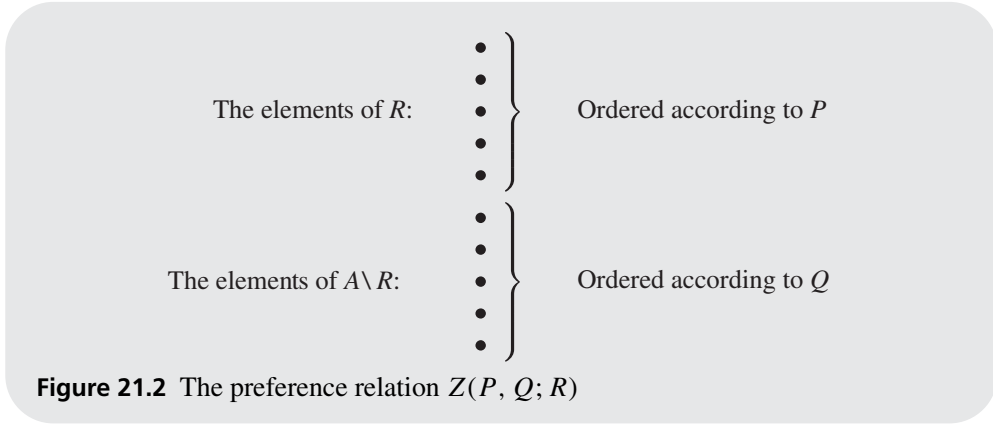 The elements of R: Ordered according to P
The elements of A\ R: Ordered according to Q
Figure 21.2 The preference relation Z(P, Q; R)